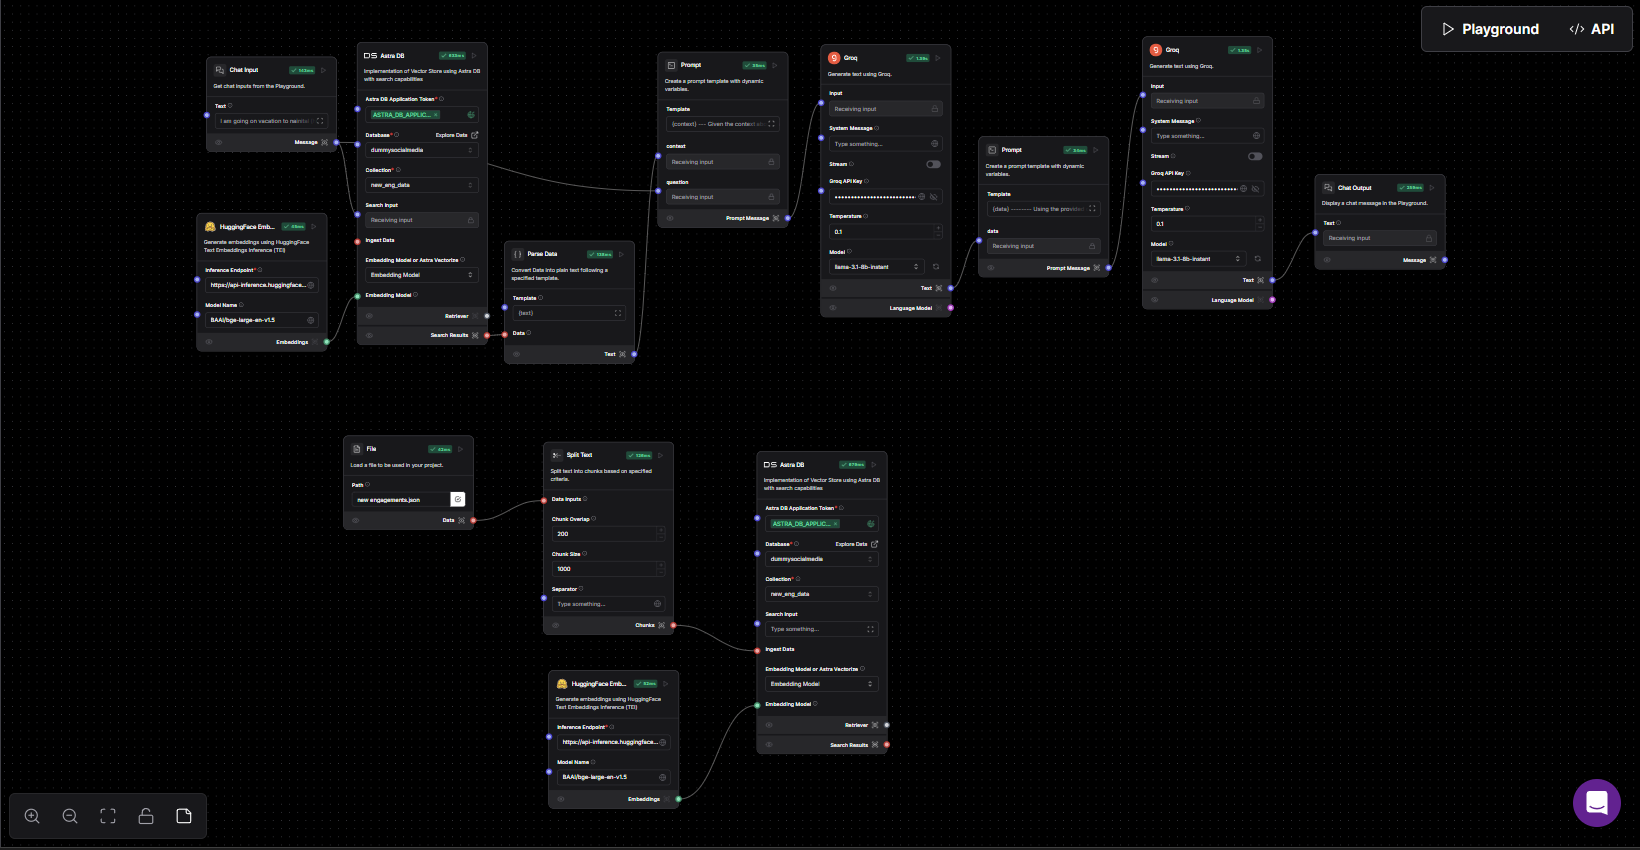 Playground
API
Chat Input
Get chat inputs from the Playground.
Text
I am going on vacation to
Message
HuggingFace Emb...
Generate embeddings using HuggingFace
Text Embeddings Inference (TEI)
Inference Endpoint*
https://api-inference.huggingface...
Model Name
BAAI/bge-large-en-v1.5
Embeddings
Astra DB
Implementation of Vector Store using Astra DB
with search capabilities
Astra DB Application Token*
ASTRA_DB_APPLIC... ×
Database* Explore Data
dummysocialmedia
Collection*
new_eng_data
Search Input
Receiving input
Ingest Data
Embedding Model or Astra Vectorize
Embedding Model
Embedding Model
Retriever
Search Results
Parse Data
Convert Data into plain text following a
specified template.
Template
{text}
Data
Text
Prompt
Create a prompt template with dynamic
variables.
Template
{context} --- Given the context
context
Receiving input
question
Receiving input
Prompt Message
Groq
1.39s
Generate text using Groq.
Input
Receiving input
System Message
Type something...
Stream
Groq API Key
Temperature
0.1
Model
llama-3.1-8b-instant
Text
Language Model
Prompt
Create a prompt template with dynamic
variables.
Template
{data} -------- Using the provided
data
Receiving input
Prompt Message
Groq
Generate text using Groq.
Input
Receiving input
System Message
Type something...
Stream
Groq API Key
Temperature
0.1
Model
llama-3.1-8b-instant
Text
Language Model
Chat Output
Display a chat message in the Playground.
Text
Receiving input
Message
File
Load a file to be used in your project.
Path
new engagements.json
Data
Split Text
Split text into chunks based on specified
criteria.
Data Inputs
Chunk Overlap
200
Chunk Size
1000
Separator
Type something...
Chunks
HuggingFace Emb...
Generate embeddings using HuggingFace
Text Embeddings Inference (TEI)
Inference Endpoint*
https://api-inference.huggingface...
Model Name
BAAI/bge-large-en-v1.5
Embeddings
Astra DB
Implementation of Vector Store using Astra DB
with search capabilities
Astra DB Application Token*
ASTRA_DB_APPLIC... ×
Database* Explore Data
dummysocialmedia
Collection*
new_eng_data
Search Input
Type something...
Ingest Data
Embedding Model or Astra Vectorize
Embedding Model
Embedding Model
Retriever
Search Results